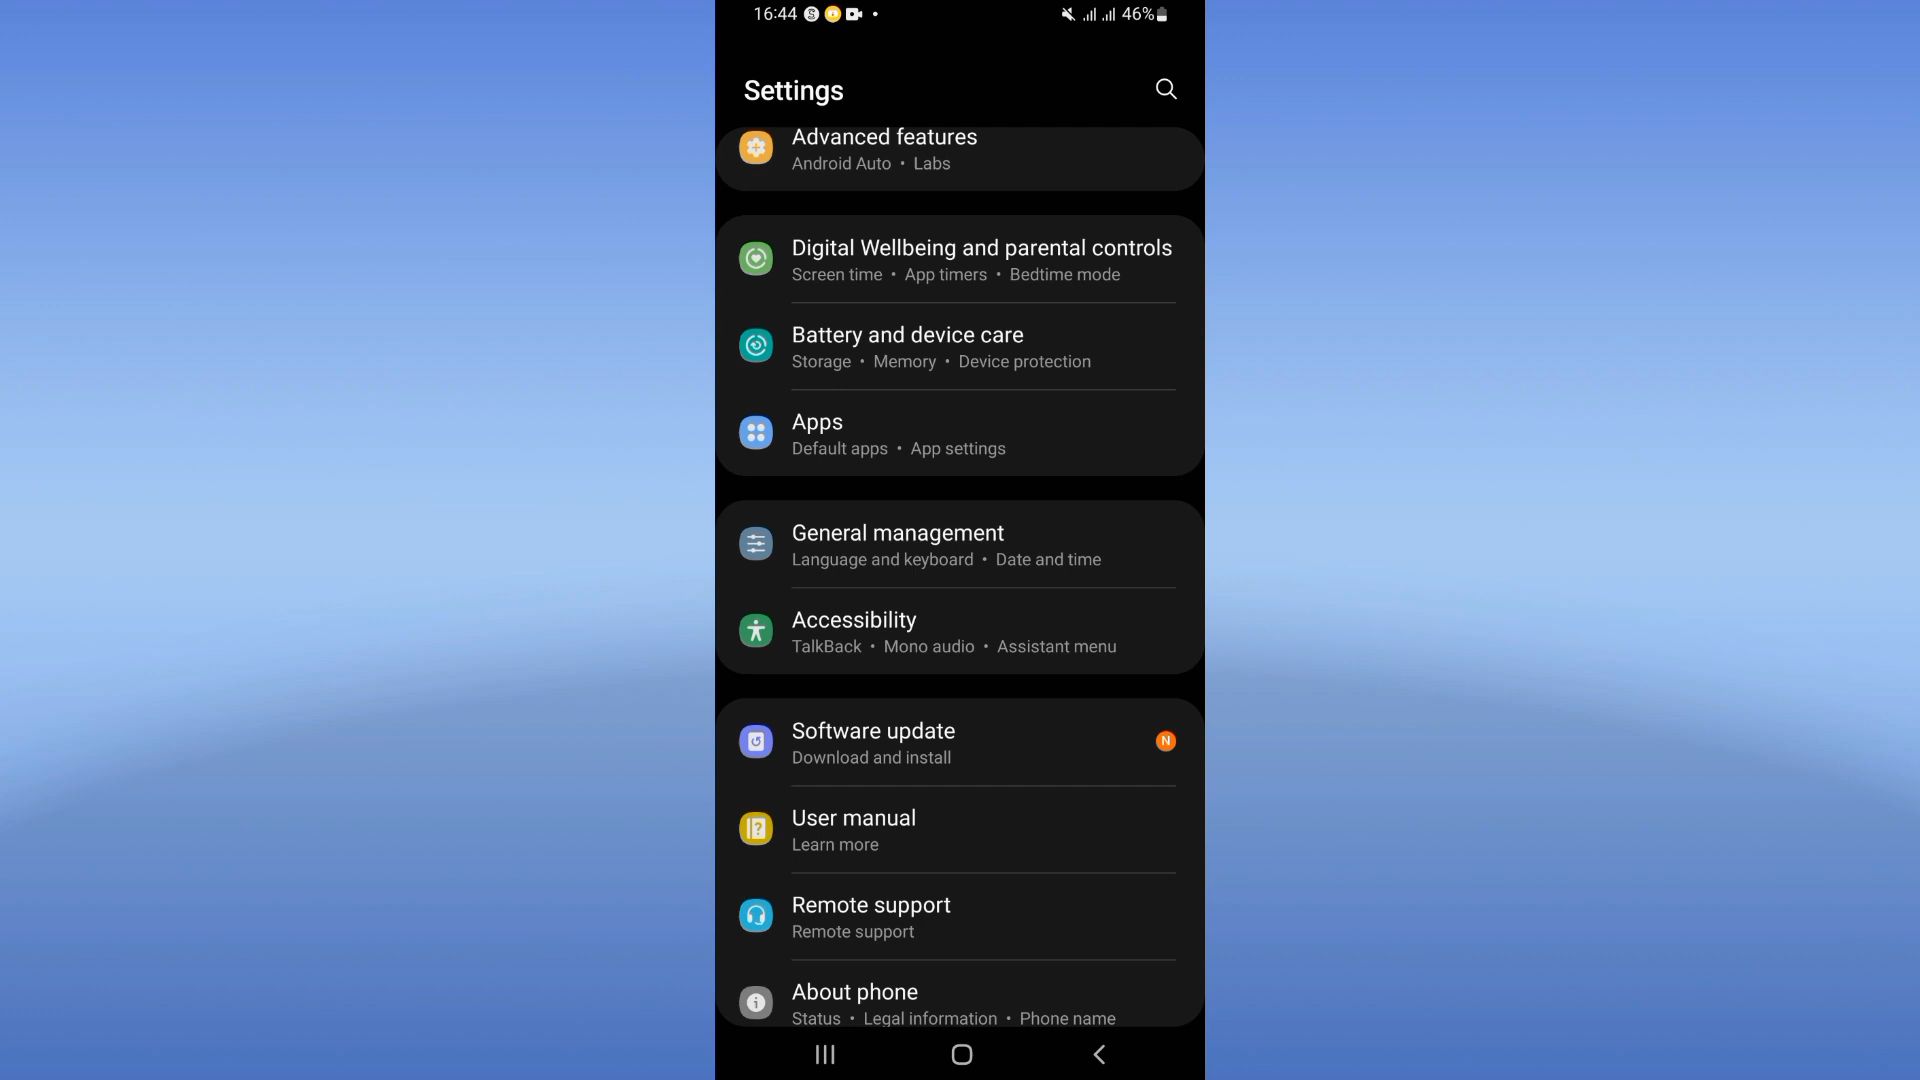 16:44 46%
Settings
Advanced features
Android Auto • Labs
Digital Wellbeing and parental controls
Screen time • App timers • Bedtime mode
Battery and device care
Storage • Memory • Device protection
Apps
Default apps • App settings
General management
Language and keyboard • Date and time
Accessibility
TalkBack • Mono audio • Assistant menu
Software update
N
Download and install
User manual
Learn more
Remote support
Remote support
About phone
Status • Legal information • Phone name